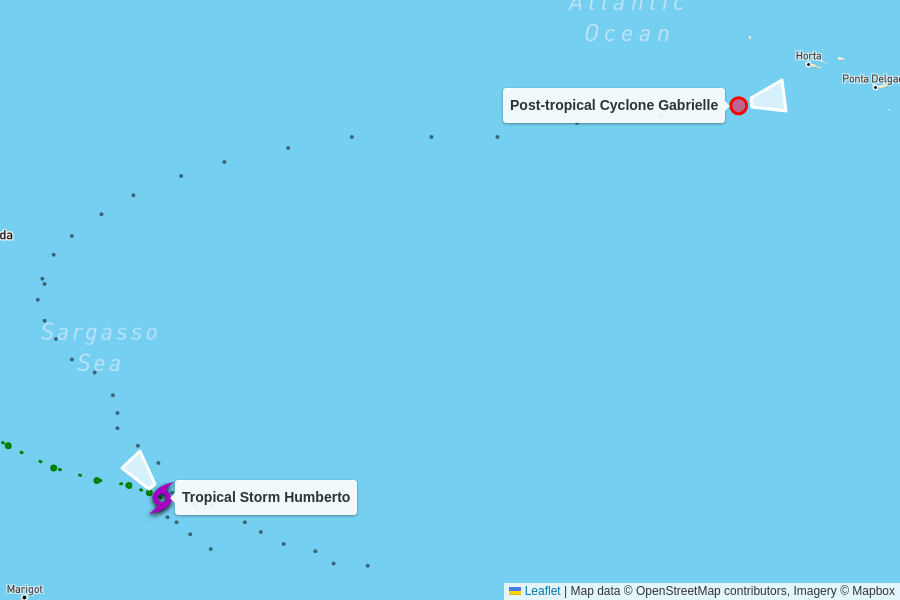 Atlantic
Ocean
Horta
Ponta Delga
Post-tropical Cyclone Gabrielle
da
Sargasso
Sea
Tropical Storm Humberto
Marigot
Leaflet | Map data © OpenStreetMap contributors, Imagery © Mapbox